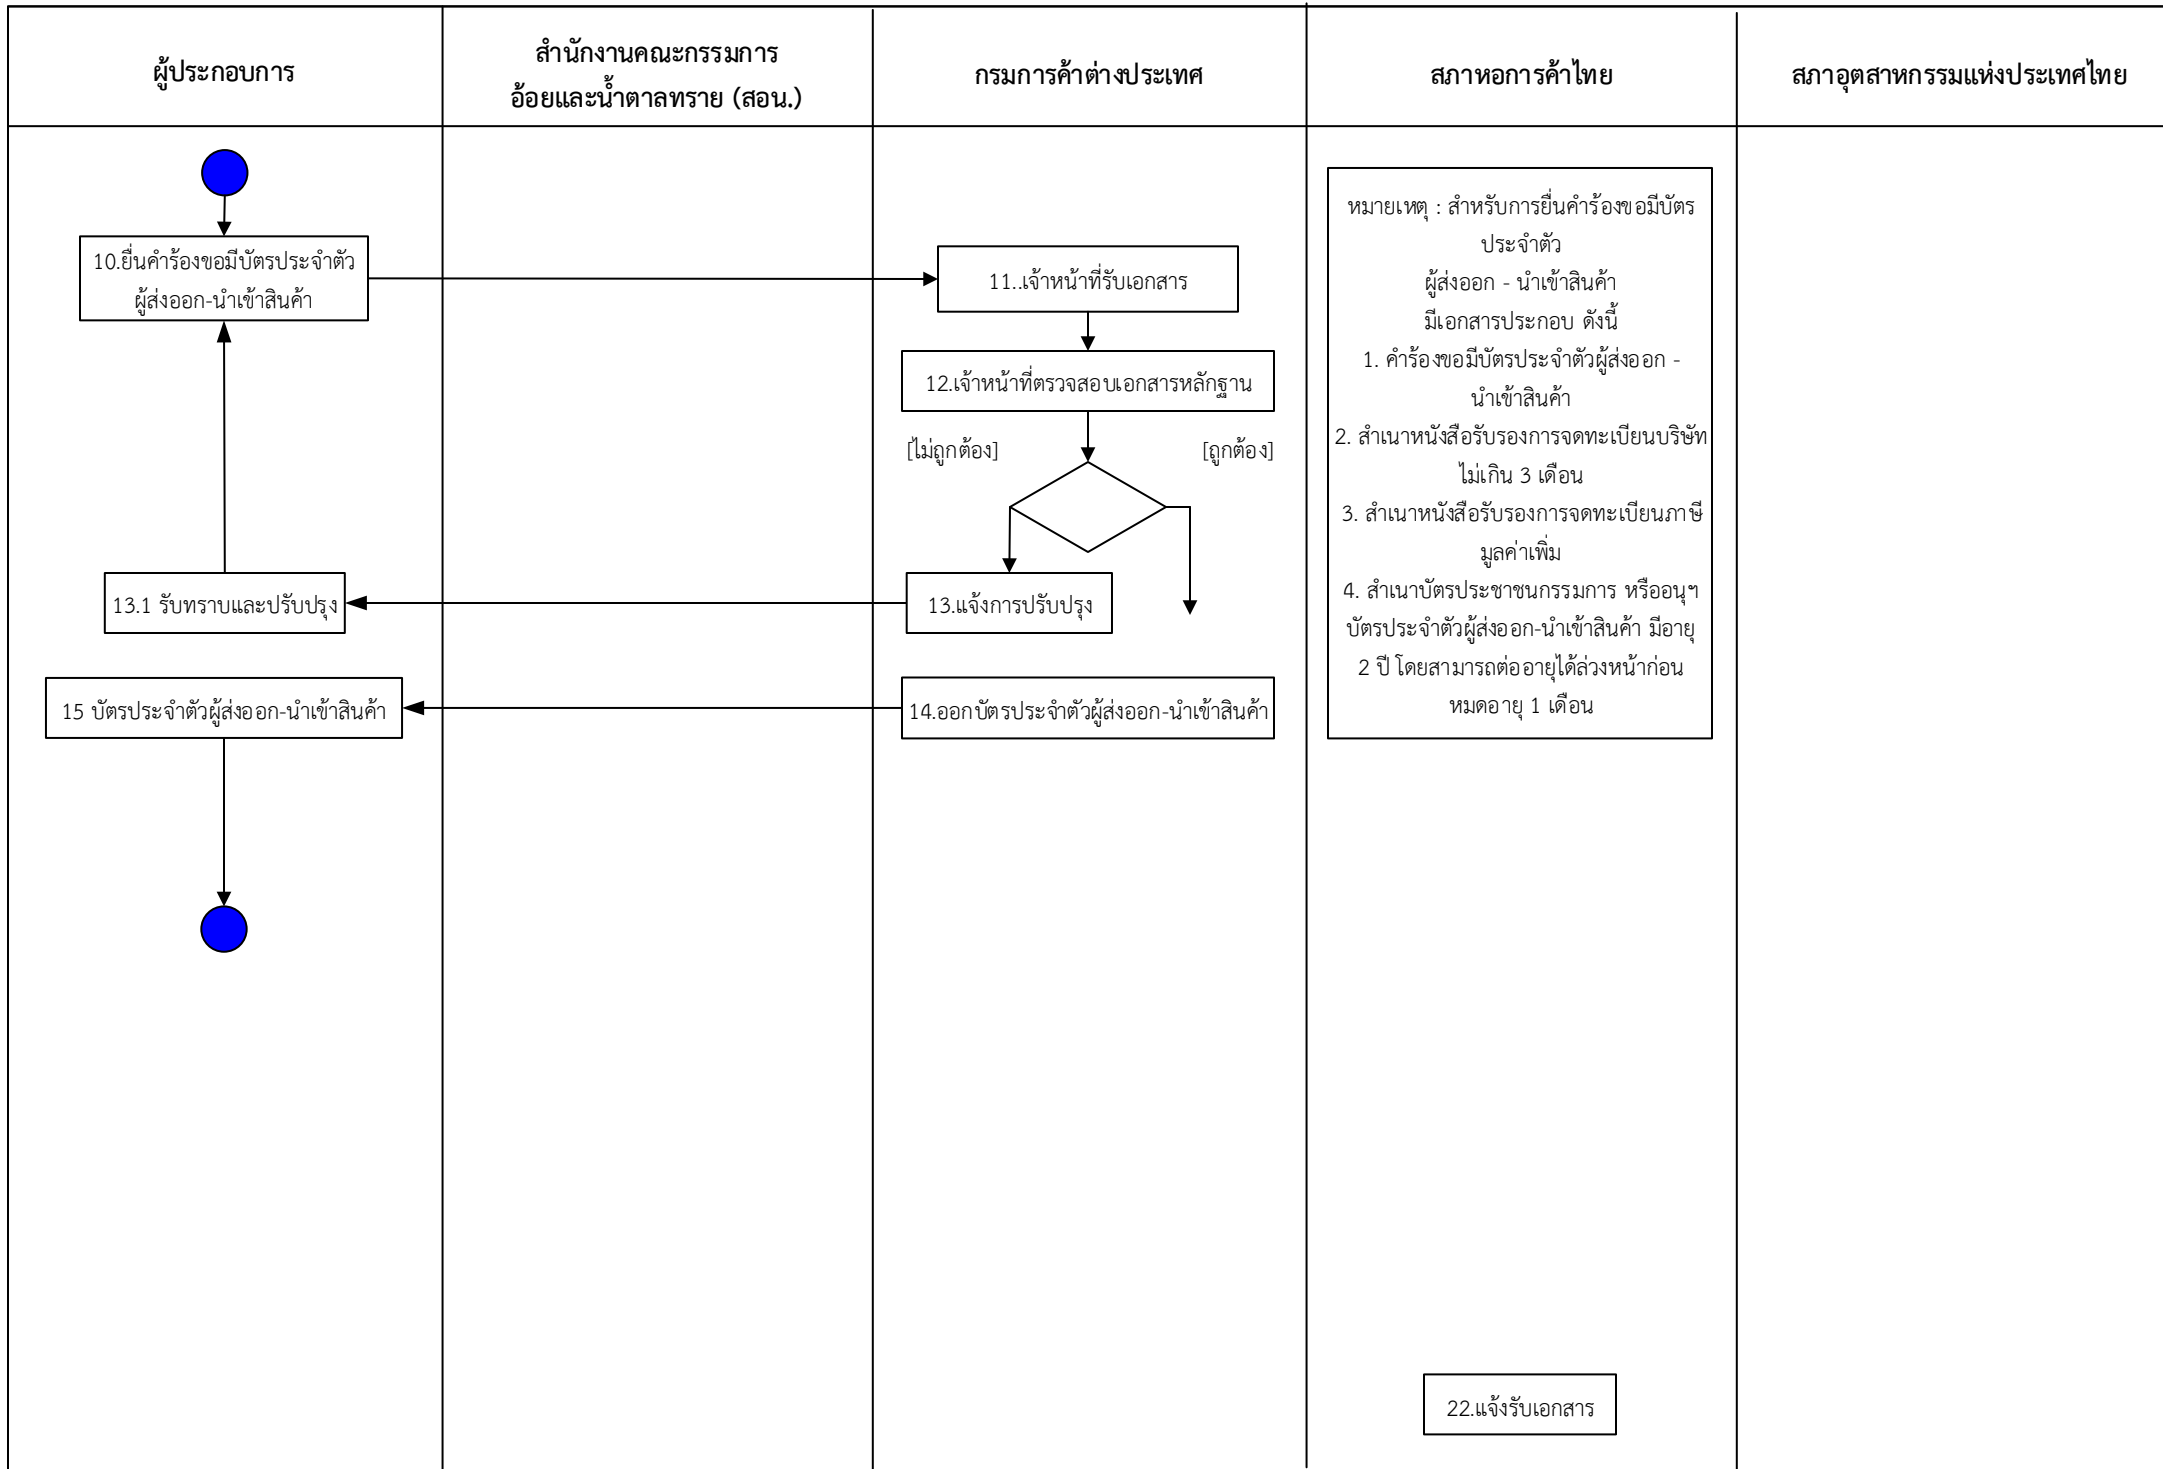 ผู้ประกอบการ
สำนักงานคณะกรรมการ
อ้อยและน้ำตาลทราย (สอน.)
กรมการค้าต่างประเทศ
สภาหอการค้าไทย
สภาอุตสาหกรรมแห่งประเทศไทย
10.ยื่นคำร้องขอมีบัตรประจำตัว
ผู้ส่งออก-นำเข้าสินค้า
11..เจ้าหน้าที่รับเอกสาร
12.เจ้าหน้าที่ตรวจสอบเอกสารหลักฐาน
[ไม่ถูกต้อง]
[ถูกต้อง]
13.1 รับทราบและปรับปรุง
13.แจ้งการปรับปรุง
15 บัตรประจำตัวผู้ส่งออก-นำเข้าสินค้า
14.ออกบัตรประจำตัวผู้ส่งออก-นำเข้าสินค้า
หมายเหตุ : สำหรับการยื่นคำร้องขอมีบัตร
ประจำตัว
ผู้ส่งออก - นำเข้าสินค้า
มีเอกสารประกอบ ดังนี้
1. คำร้องขอมีบัตรประจำตัวผู้ส่งออก -
นำเข้าสินค้า
2. สำเนาหนังสือรับรองการจดทะเบียนบริษัท
ไม่เกิน 3 เดือน
3. สำเนาหนังสือรับรองการจดทะเบียนภาษี
มูลค่าเพิ่ม
4. สำเนาบัตรประชาชนกรรมการ หรืออนุฯ
บัตรประจำตัวผู้ส่งออก-นำเข้าสินค้า มีอายุ
2 ปี โดยสามารถต่ออายุได้ล่วงหน้าก่อน
หมดอายุ 1 เดือน
22.แจ้งรับเอกสาร